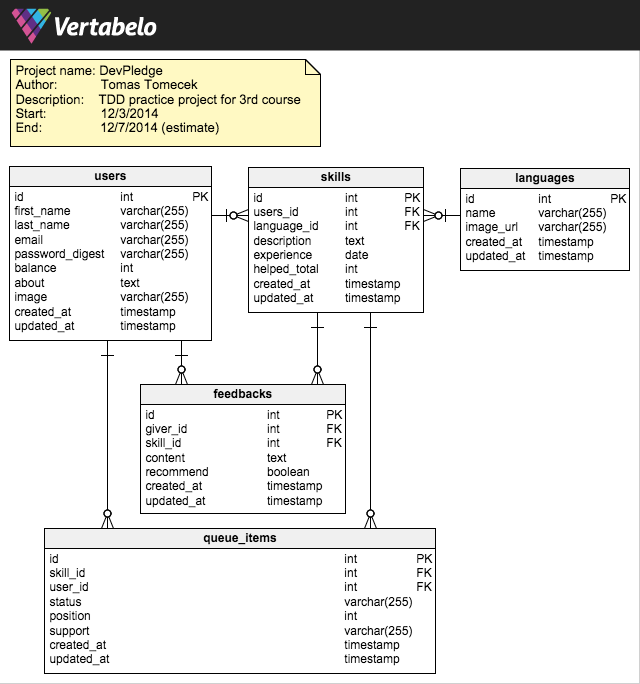 Vertabelo
Project name: DevPledge
Author: Tomas Tomecek
Description: TDD practice project for 3rd course
Start: 12/3/2014
End: 12/7/2014 (estimate)
users
id int PK
first_name varchar(255)
last_name varchar(255)
email varchar(255)
password_digest varchar(255)
balance int
about text
image varchar(255)
created_at timestamp
updated_at timestamp
skills
id int PK
users_id int FK
language_id int FK
description text
experience date
helped_total int
created_at timestamp
updated_at timestamp
languages
id int PK
name varchar(255)
image_url varchar(255)
created_at timestamp
updated_at timestamp
feedbacks
id int PK
giver_id int FK
skill_id int FK
content text
recommend boolean
created_at timestamp
updated_at timestamp
queue_items
id int PK
skill_id int FK
user_id int FK
status varchar(255)
position int
support varchar(255)
created_at timestamp
updated_at timestamp